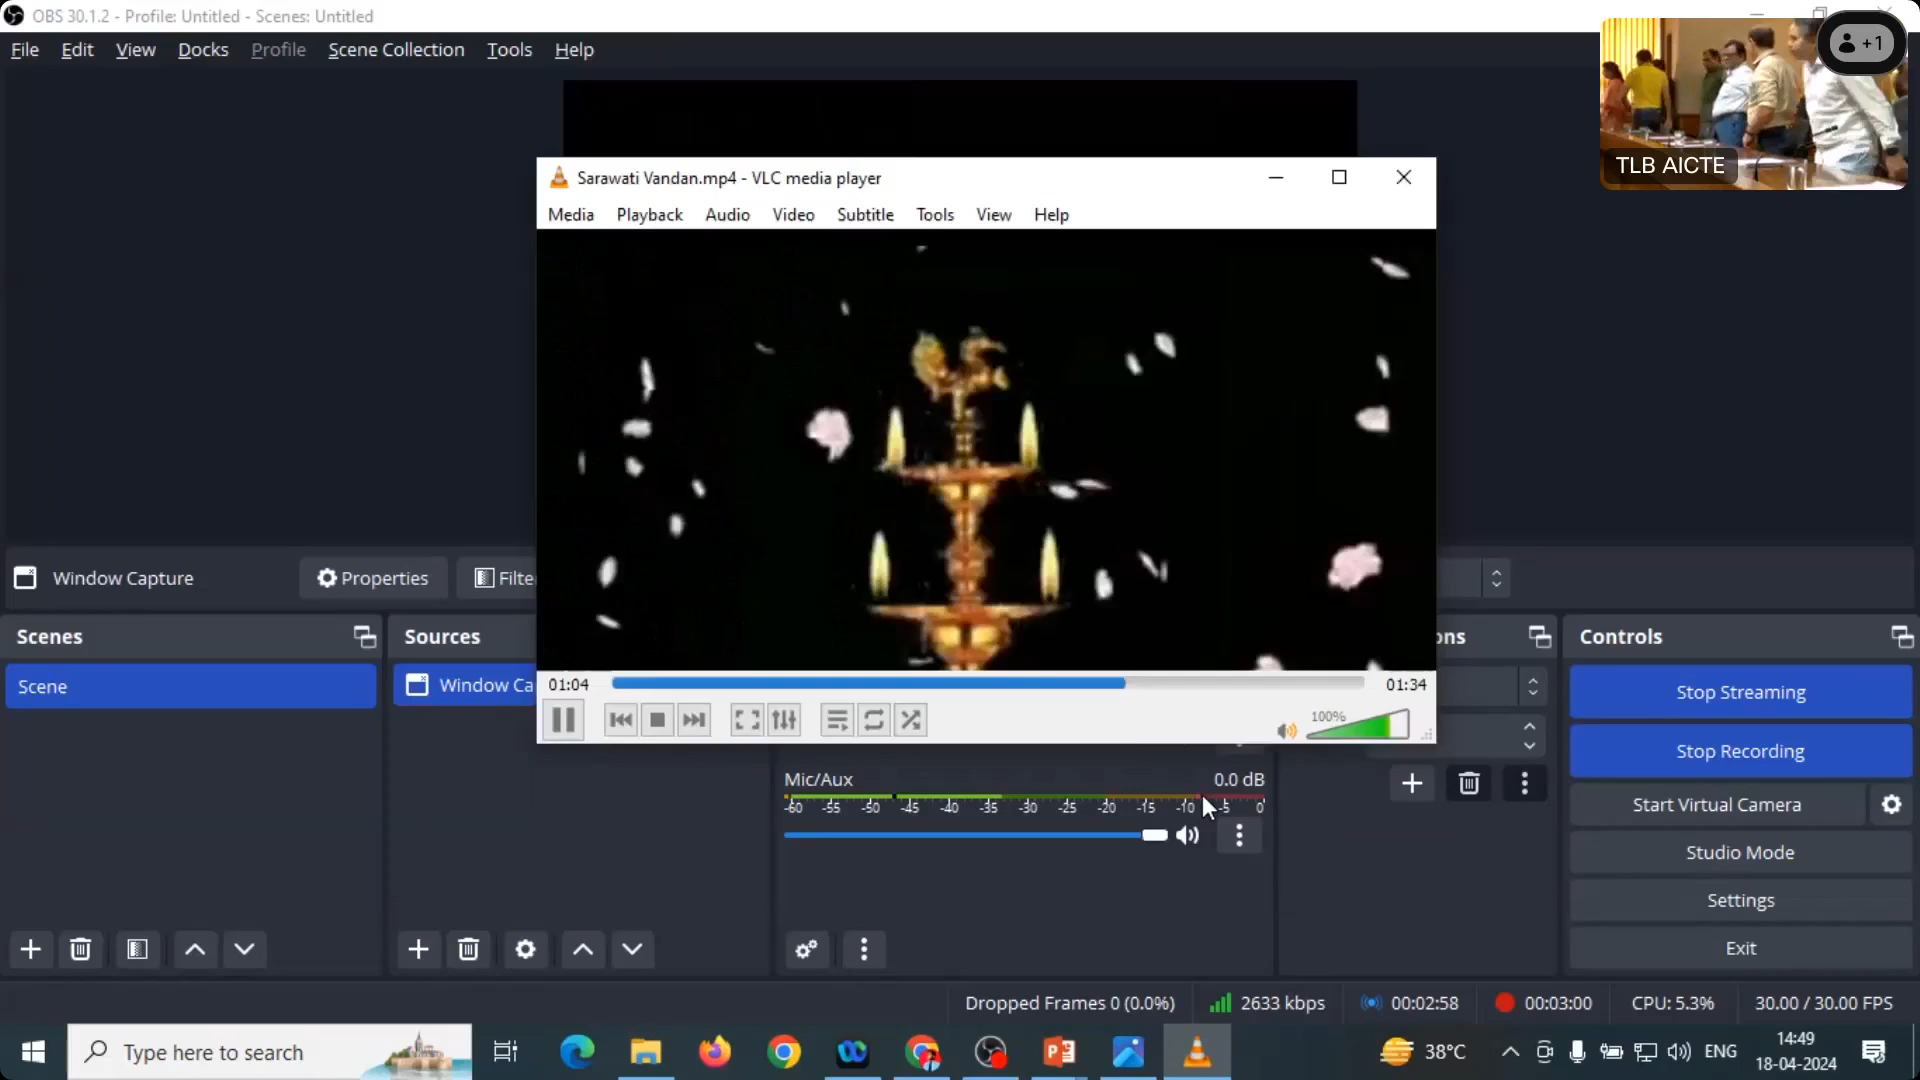 OBS 30.1.2 - Profile: Untitled - Scenes: Untitled
File Edit View Docks Profile Scene Collection Tools Help
+1
TLB AICTE
Sarawati Vandan.mp4 - VLC media player
Media Playback Audio Video Subtitle Tools View Help
01:04 01:34
100%
Window Capture Properties Filte
Scenes
Scene
Sources
Window Ca
Mic/Aux 0.0 dB
-60 -55 -50 -45 -40 -35 -30 -25 -20 -15 -10 -5 0
ons
Controls
Stop Streaming
Stop Recording
Start Virtual Camera
Studio Mode
Settings
Exit
Dropped Frames 0 (0.0%) 2633 kbps 00:02:58 00:03:00 CPU: 5.3% 30.00 / 30.00 FPS
Type here to search
38°C
ENG
14:49
18-04-2024